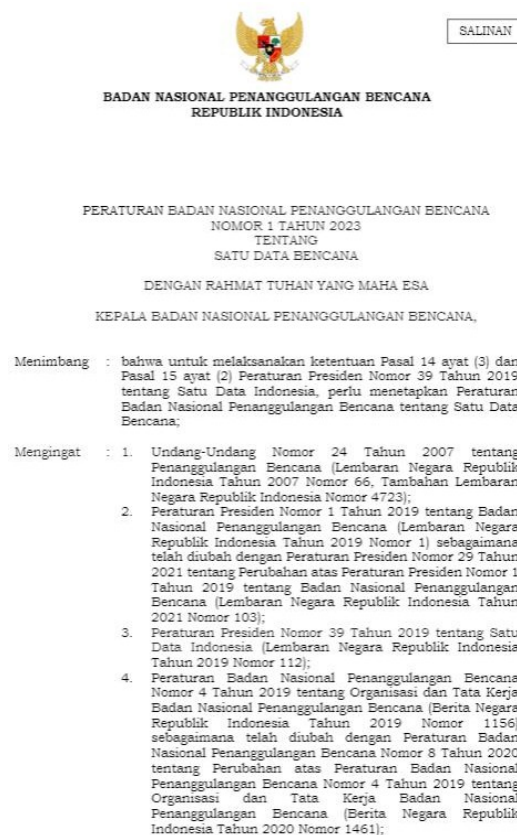 SALINAN
BADAN NASIONAL PENANGGULANGAN BENCANA
REPUBLIK INDONESIA
PERATURAN BADAN NASIONAL PENANGGULANGAN BENCANA
NOMOR 1 TAHUN 2023
TENTANG
SATU DATA BENCANA
DENGAN RAHMAT TUHAN YANG MAHA ESA
KEPALA BADAN NASIONAL PENANGGULANGAN BENCANA,
Menimbang : bahwa untuk melaksanakan ketentuan Pasal 14 ayat (3) dan
Pasal 15 ayat (2) Peraturan Presiden Nomor 39 Tahun 2019
tentang Satu Data Indonesia, perlu menetapkan Peraturan
Badan Nasional Penanggulangan Bencana tentang Satu Data
Bencana;
Mengingat : 1. Undang-Undang Nomor 24 Tahun 2007 tentang
Penanggulangan Bencana (Lembaran Negara Republik
Indonesia Tahun 2007 Nomor 66, Tambahan Lembaran
Negara Republik Indonesia Nomor 4723);
2. Peraturan Presiden Nomor 1 Tahun 2019 tentang Badan
Nasional Penanggulangan Bencana (Lembaran Negara
Republik Indonesia Tahun 2019 Nomor 1) sebagaimana
telah diubah dengan Peraturan Presiden Nomor 29 Tahun
2021 tentang Perubahan atas Peraturan Presiden Nomor 1
Tahun 2019 tentang Badan Nasional Penanggulangan
Bencana (Lembaran Negara Republik Indonesia Tahun
2021 Nomor 103);
3. Peraturan Presiden Nomor 39 Tahun 2019 tentang Satu
Data Indonesia (Lembaran Negara Republik Indonesia
Tahun 2019 Nomor 112);
4. Peraturan Badan Nasional Penanggulangan Bencana
Nomor 4 Tahun 2019 tentang Organisasi dan Tata Kerja
Badan Nasional Penanggulangan Bencana (Berita Negara
Republik Indonesia Tahun 2019 Nomor 1156)
sebagaimana telah diubah dengan Peraturan Badan
Nasional Penanggulangan Bencana Nomor 8 Tahun 2020
tentang Perubahan atas Peraturan Badan Nasional
Penanggulangan Bencana Nomor 4 Tahun 2019 tentang
Organisasi dan Tata Kerja Badan Nasional
Penanggulangan Bencana (Berita Negara Republik
Indonesia Tahun 2020 Nomor 1461);